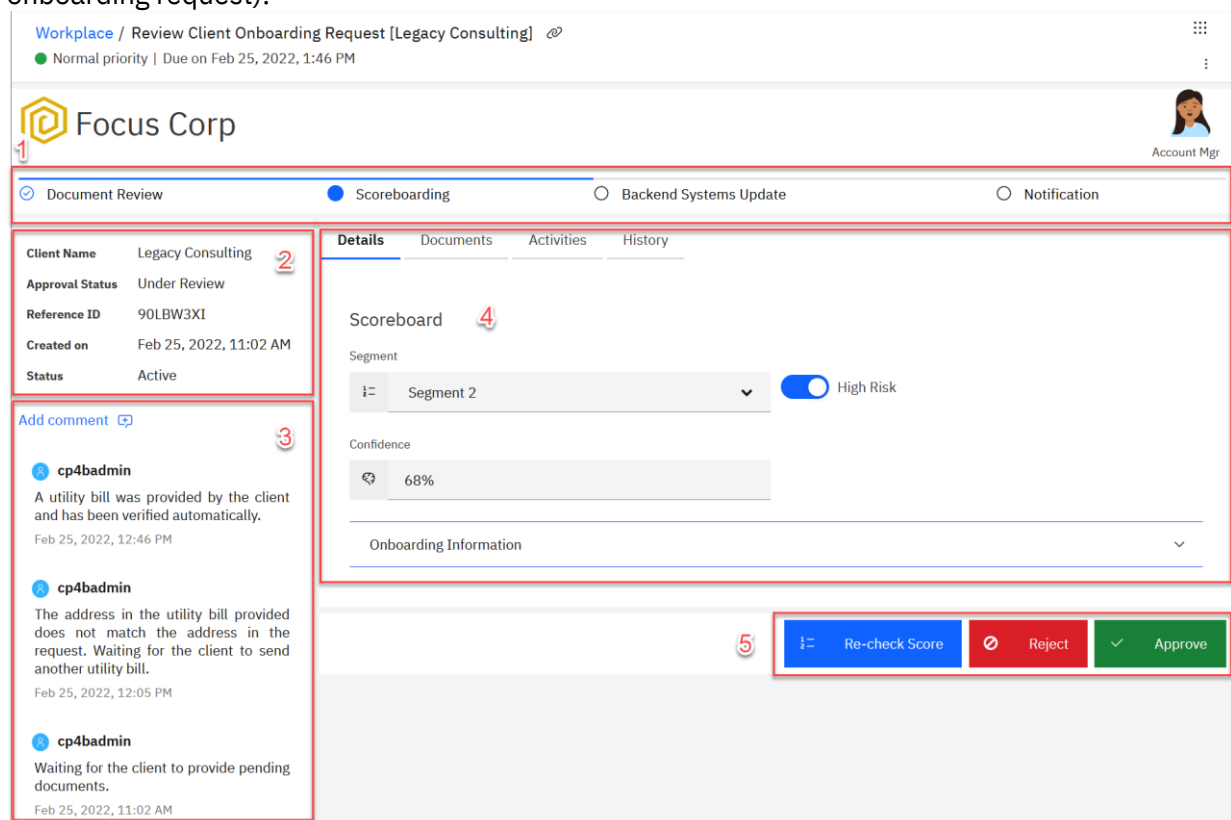 onboarding request).
Workplace / Review Client Onboarding Request [Legacy Consulting]
Normal priority | Due on Feb 25, 2022, 1:46 PM
Focus Corp
Account Mgr
1
Document Review
Scoreboarding
Backend Systems Update
Notification
Client Name Legacy Consulting
2
Approval Status Under Review
Reference ID 90LBW3XI
Created on Feb 25, 2022, 11:02 AM
Status Active
Add comment
3
cp4badmin
A utility bill was provided by the client
and has been verified automatically.
Feb 25, 2022, 12:46 PM
cp4badmin
The address in the utility bill provided
does not match the address in the
request. Waiting for the client to send
another utility bill.
Feb 25, 2022, 12:05 PM
cp4badmin
Waiting for the client to provide pending
documents.
Feb 25, 2022, 11:02 AM
Details Documents Activities History
Scoreboard
4
Segment
Segment 2
High Risk
Confidence
68%
Onboarding Information
5
Re-check Score
Reject
Approve